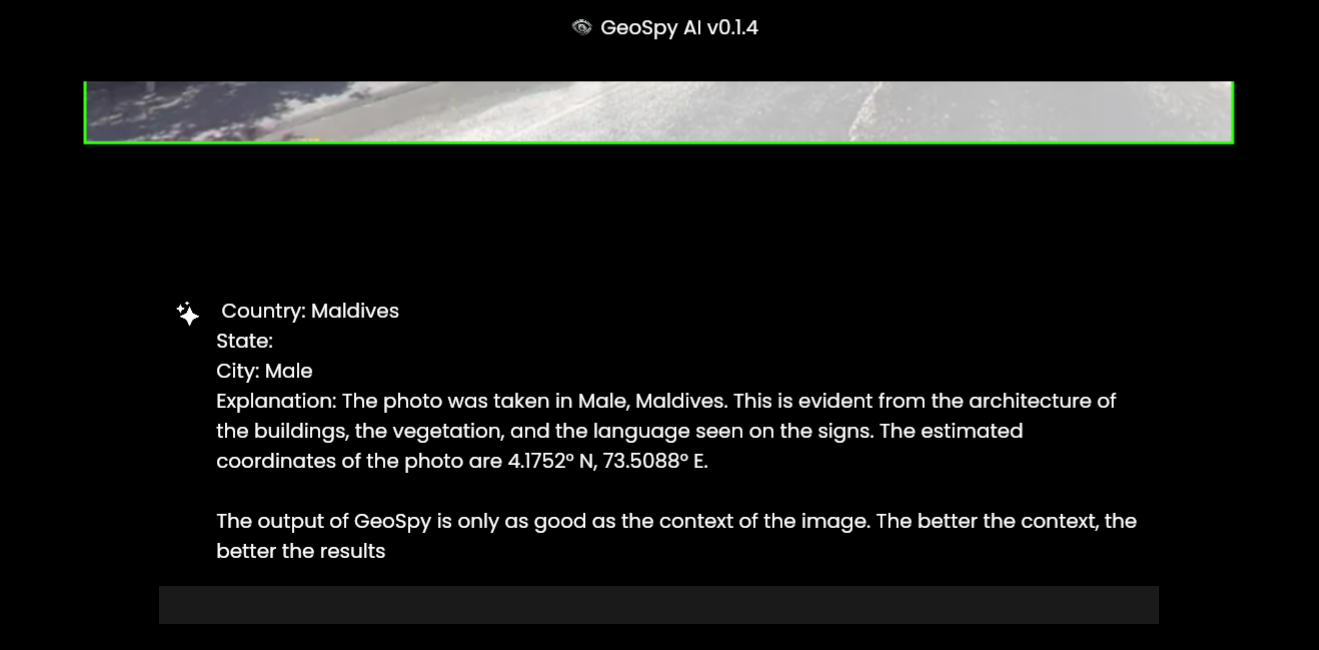 GeoSpy AI v0.1.4
Country: Maldives
State:
City: Male
Explanation: The photo was taken in Male, Maldives. This is evident from the architecture of
the buildings, the vegetation, and the language seen on the signs. The estimated
coordinates of the photo are 4.1752° N, 73.5088° E.
The output of GeoSpy is only as good as the context of the image. The better the context, the
better the results